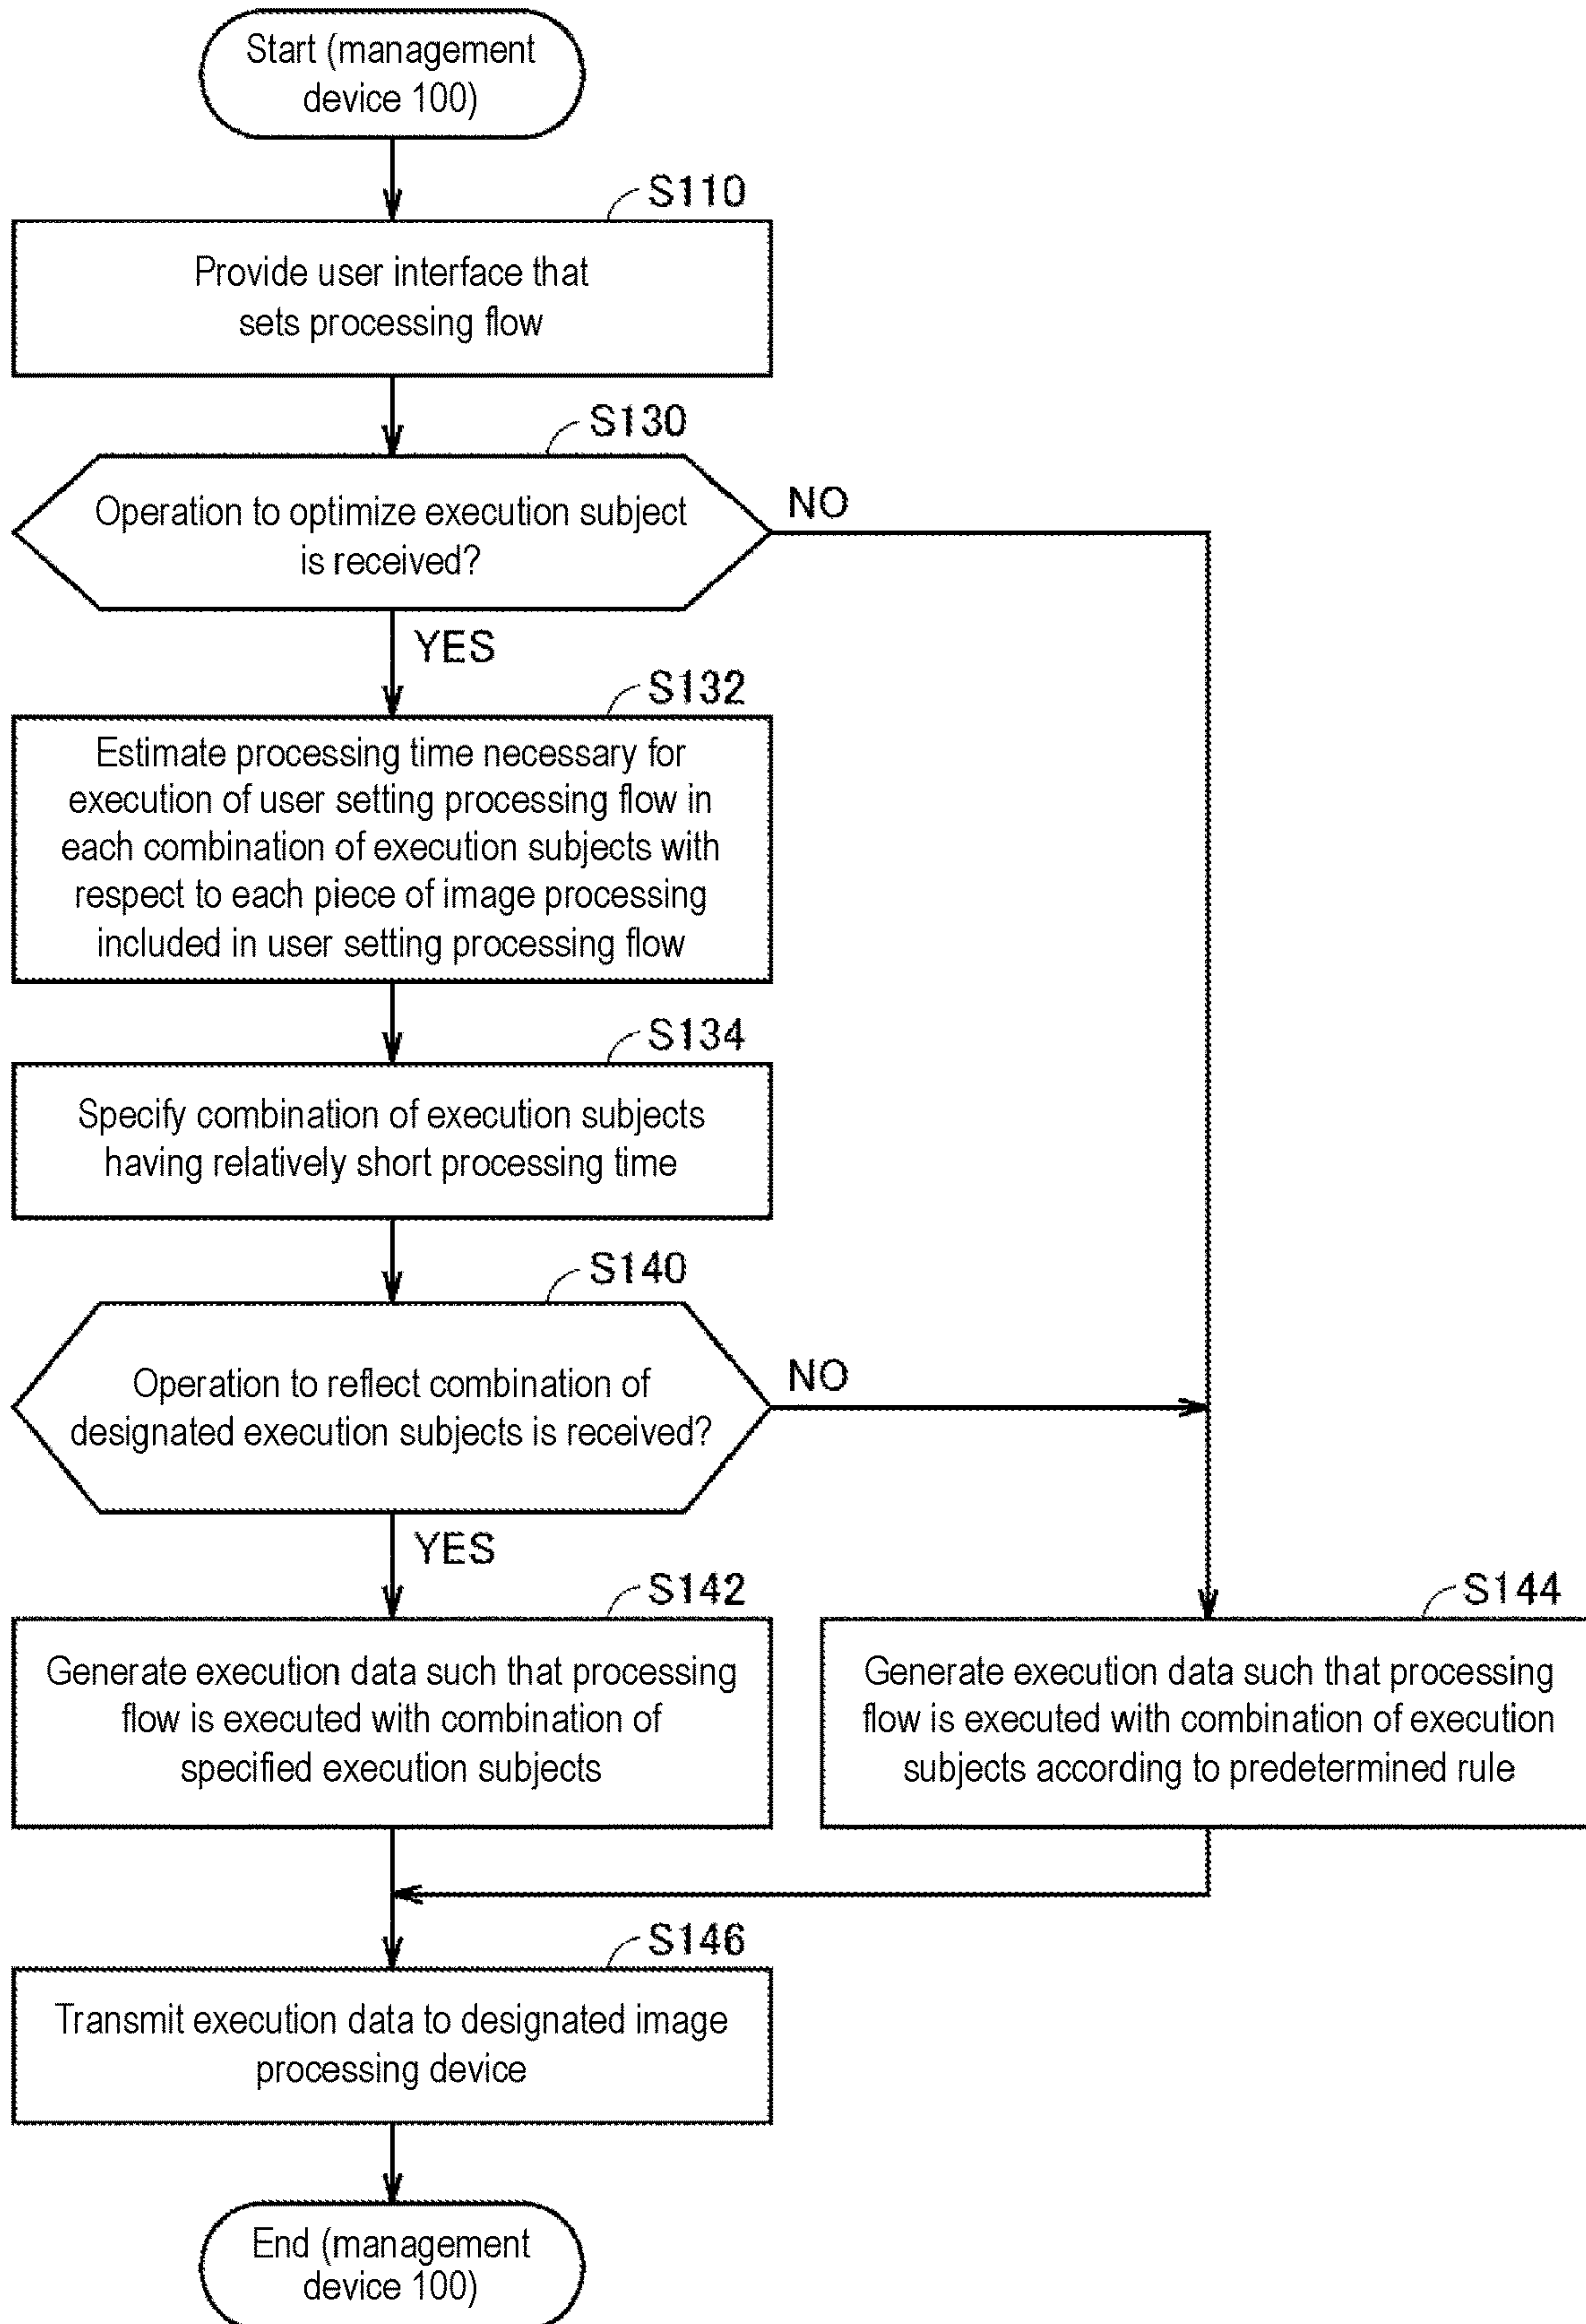 Start (management
device 100)
S110
Provide user interface that
sets processing flow
S130
Operation to optimize execution subject
is received?
NO
YES
S132
Estimate processing time necessary for
execution of user setting processing flow in
each combination of execution subjects with
respect to each piece of image processing
included in user setting processing flow
S134
Specify combination of execution subjects
having relatively short processing time
S140
Operation to reflect combination of
designated execution subjects is received?
NO
YES
S142
Generate execution data such that processing
flow is executed with combination of
specified execution subjects
S144
Generate execution data such that processing
flow is executed with combination of execution
subjects according to predetermined rule
S146
Transmit execution data to designated image
processing device
End (management
device 100)